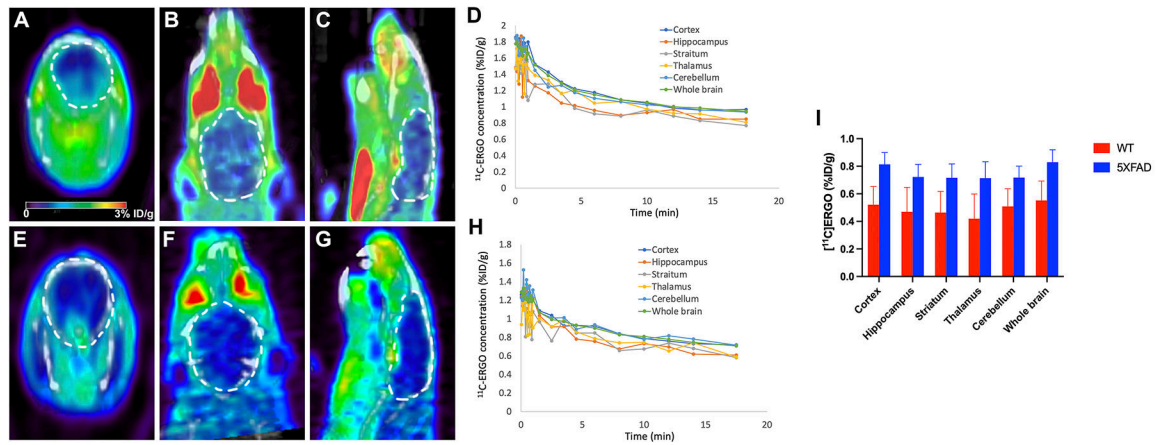 A
B
C
0
3% ID/g
D
¹¹C-ERGO concentration (%ID/g)
2
1.8
1.6
1.4
1.2
1
0.8
0.6
0.4
0.2
0
0
5
10
15
20
Time (min)
Cortex
Hippocampus
Straitum
Thalamus
Cerebellum
Whole brain
E
F
G
H
¹¹C-ERGO concentration (%ID/g)
1.8
1.6
1.4
1.2
1
0.8
0.6
0.4
0.2
0
0
5
10
15
20
Time (min)
Cortex
Hippocampus
Straitum
Thalamus
Cerebellum
Whole brain
I
[¹¹C]ERGO (%ID/g)
1.0
0.8
0.6
0.4
0.2
0.0
Cortex
Hippocampus
Stratum
Thalamus
Cerebellum
Whole brain
WT
5XFAD